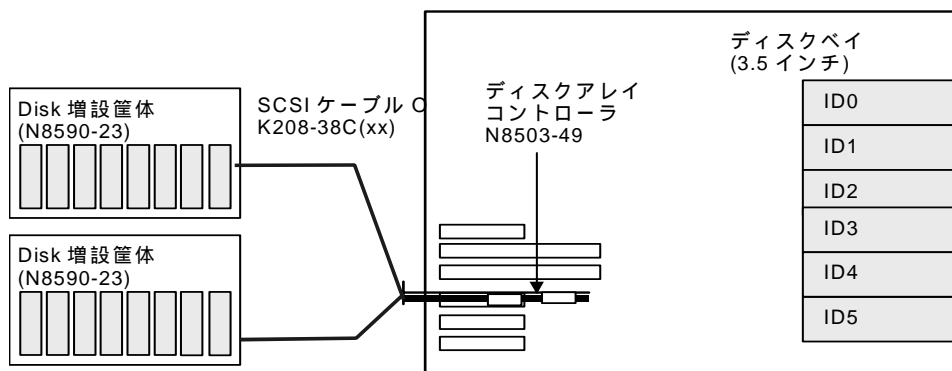 Disk 増設筐体
(N8590-23)
SCSI ケーブル C
K208-38C(xx)
ディスクアレイ
コントローラ
N8503-49
ディスクベイ
(3.5 インチ)
ID0
ID1
ID2
ID3
ID4
ID5
Disk 増設筐体
(N8590-23)